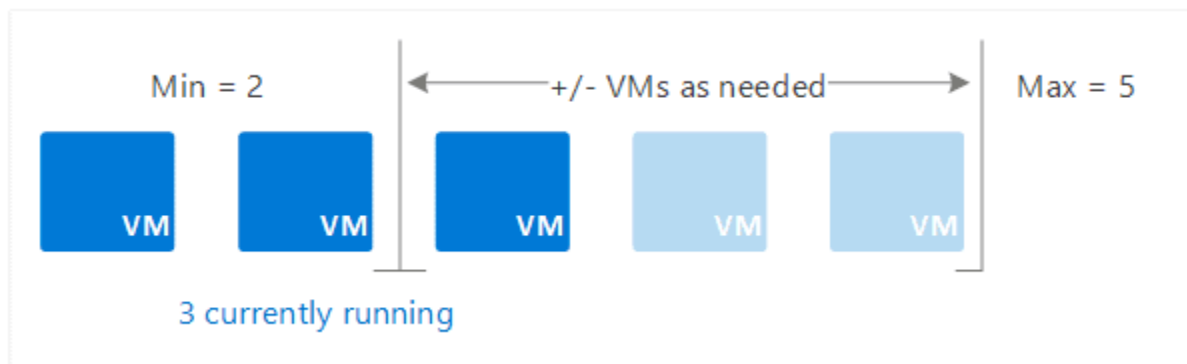 Min = 2
+/- VMs as needed
Max = 5
VM
VM
VM
VM
VM
3 currently running